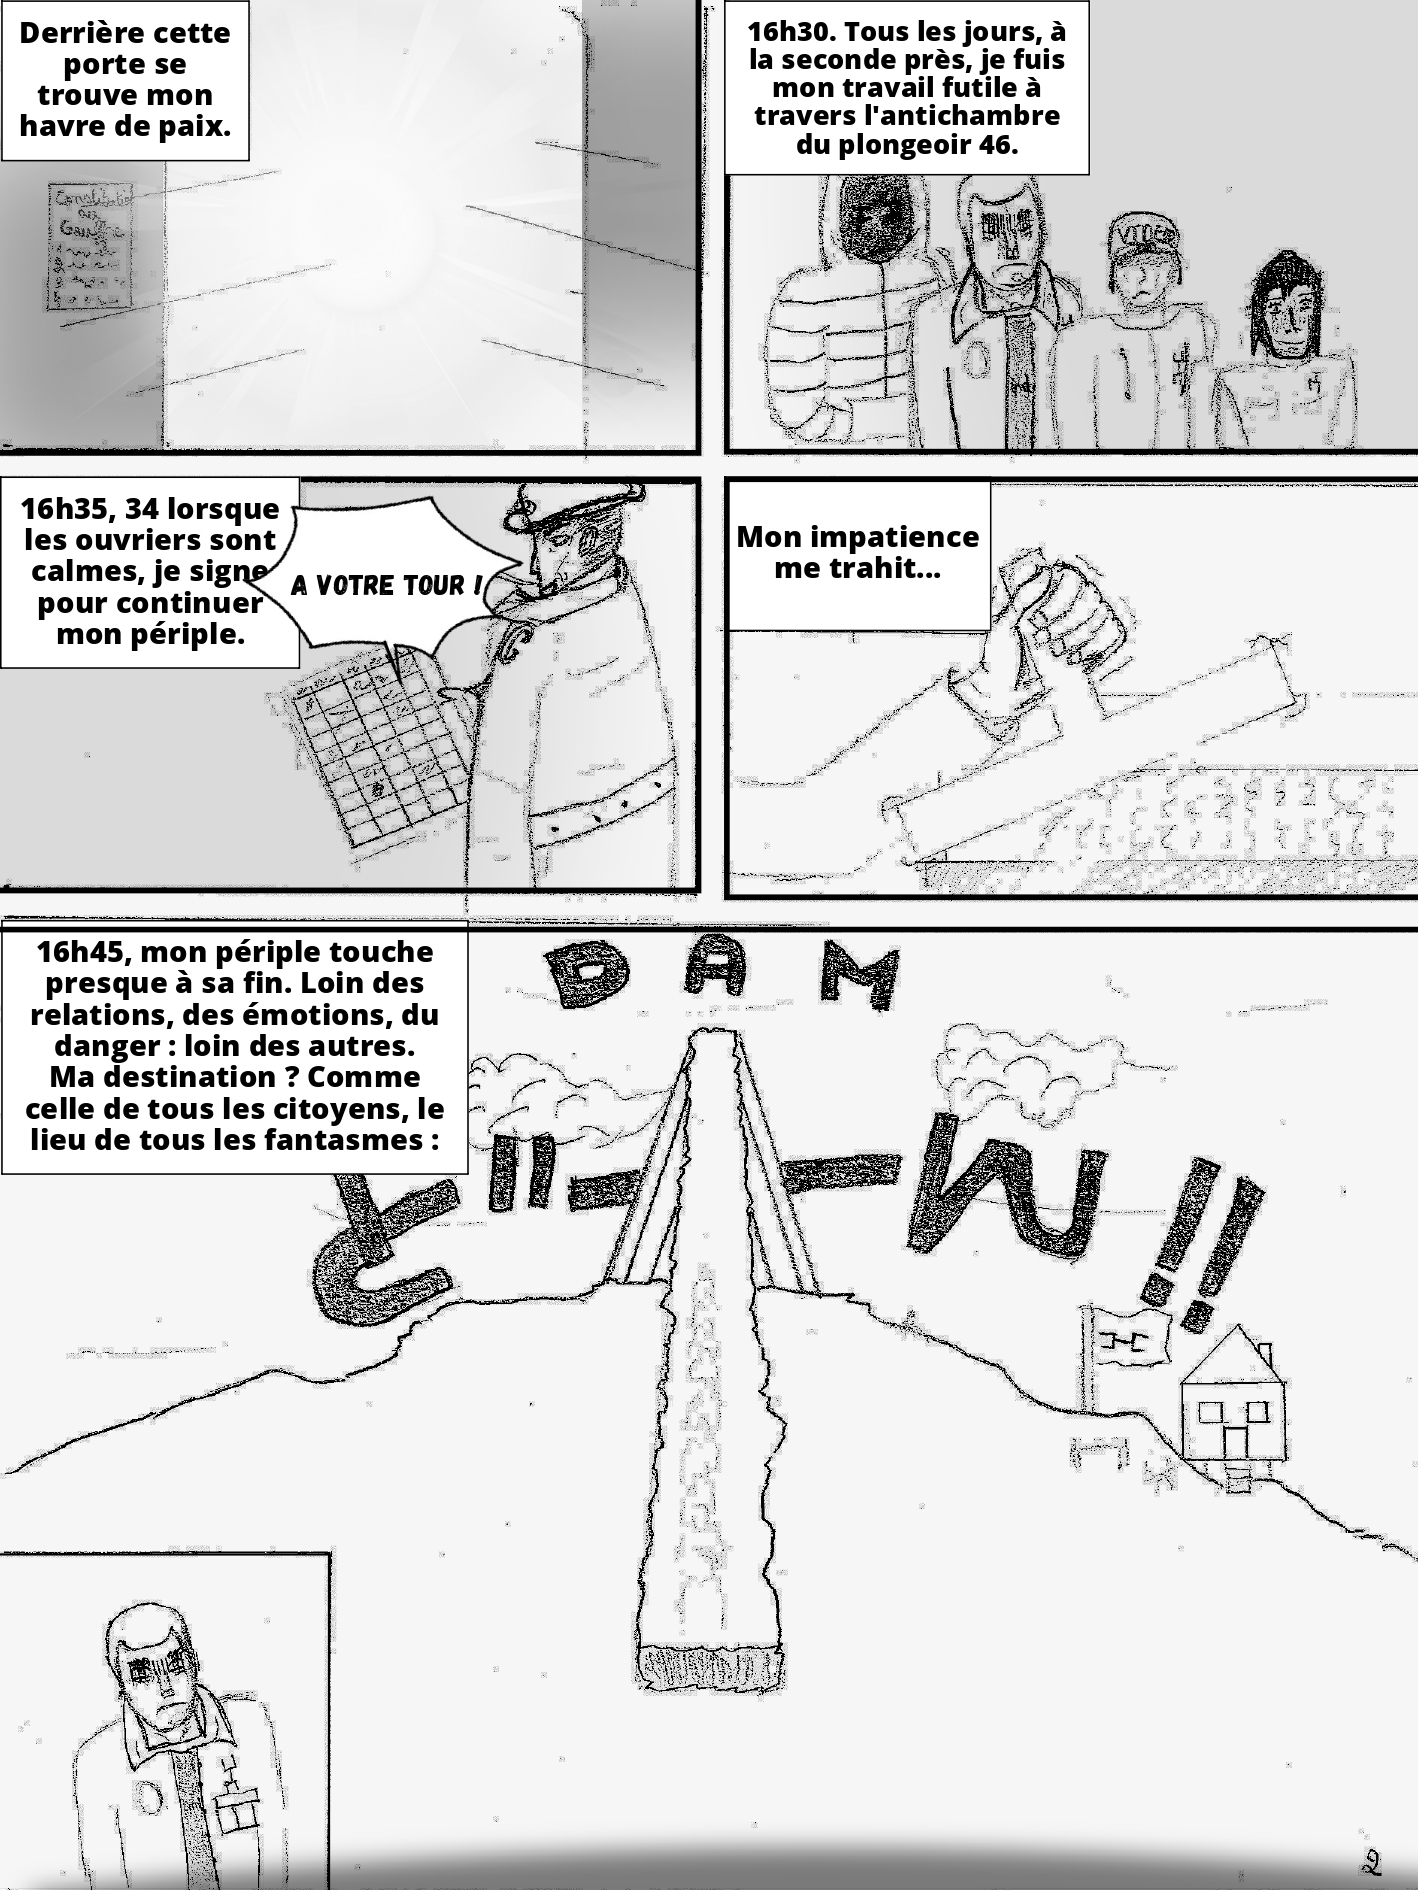 Derrière cette
porte se
trouve mon
havre de paix.
16h30. Tous les jours, à
la seconde près, je fuis
mon travail futile à
travers l'antichambre
du plongeoir 46.
Constitution
16h35, 34 lorsque
les ouvriers sont
calmes, je signe
pour continuer
mon périple.
A VOTRE TOUR !
Mon impatience
me trahit...
16h45, mon périple touche
presque à sa fin. Loin des
relations, des émotions, du
danger : loin des autres.
Ma destination ? Comme
celle de tous les citoyens, le
lieu de tous les fantasmes :
DAM
!!
H
2